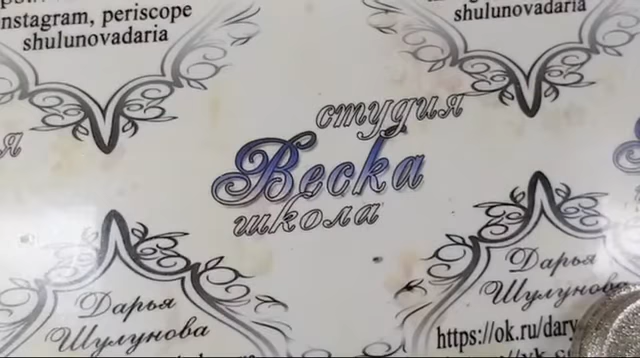 instagram, periscope
shulunovadaria
shulunovadaria
студия
Веска
школа
Дарья
Шулунова
Дарья
Шулунова
https://ok.ru/dary